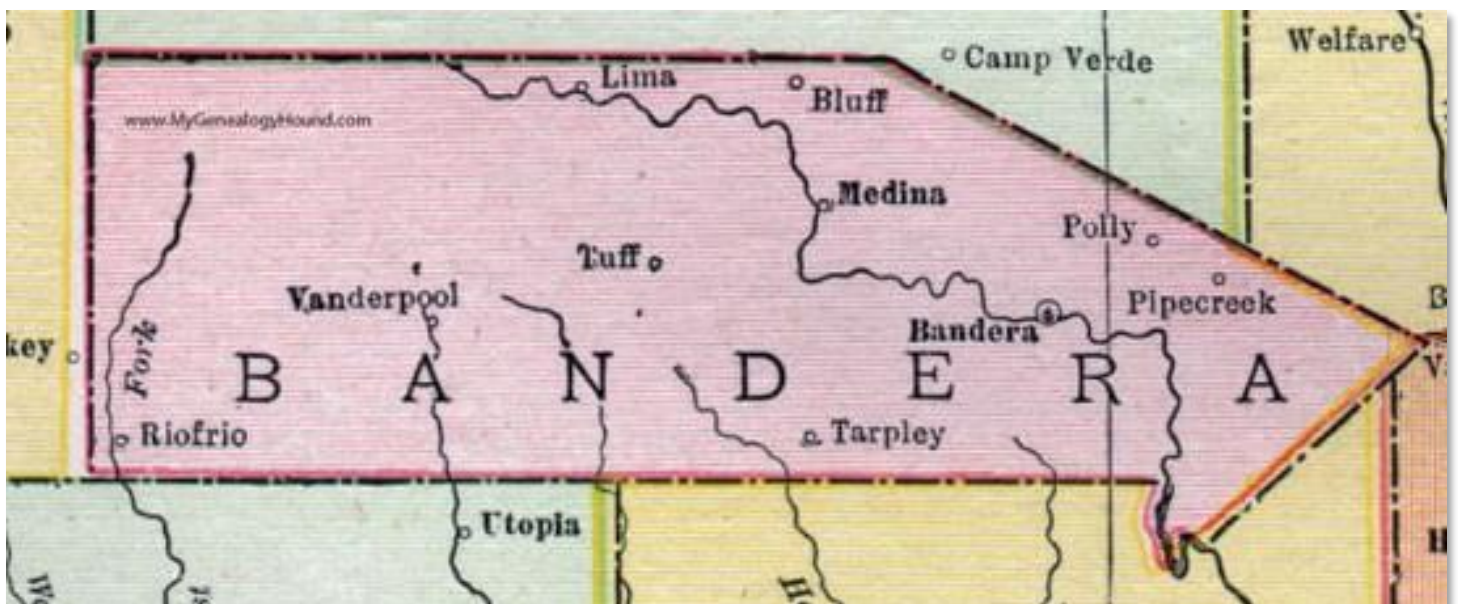 Welfare
Camp Verde
Lima
Bluff
www.MyGenealogyHound.com
Medina
Polly
Tuff
Vanderpool
Pipecreek
Bandera
key
Fork
B A N D E R A
Riofrio
Tarpley
Utopia